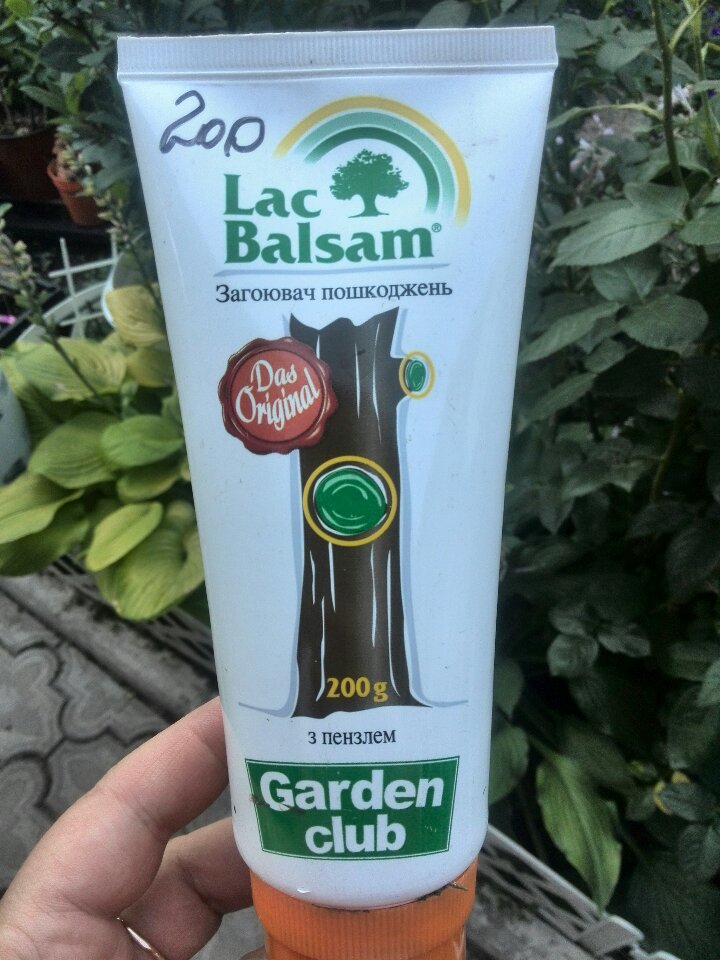 200
Lac
Balsam®
Загоювач пошкоджень
Das
Original
200g
з пензлем
Garden
club